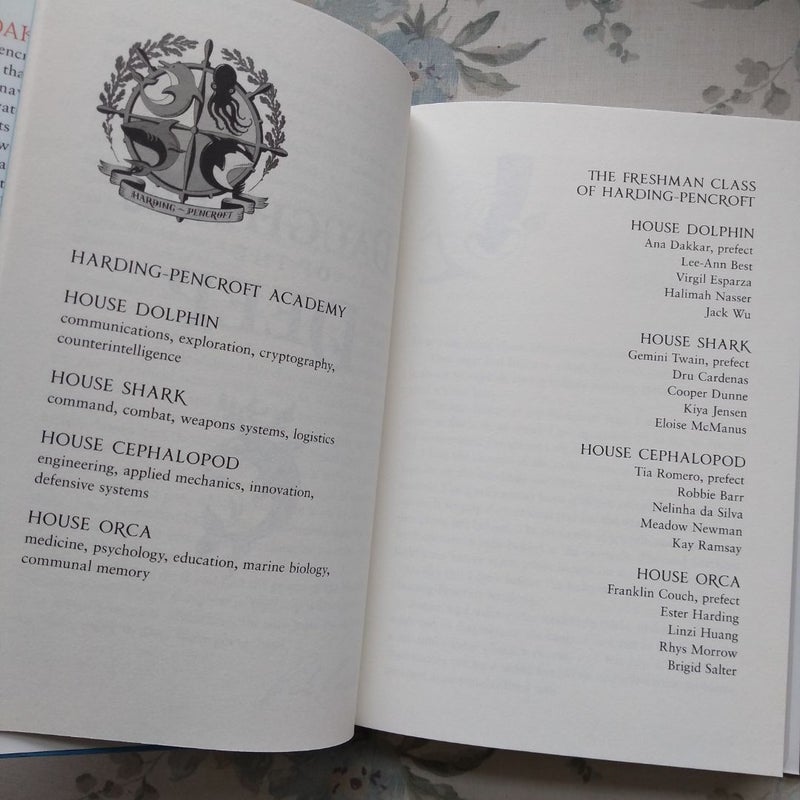 HARDING-PENCROFT
HARDING-PENCROFT ACADEMY
HOUSE DOLPHIN
communications, exploration, cryptography,
counterintelligence
HOUSE SHARK
command, combat, weapons systems, logistics
HOUSE CEPHALOPOD
engineering, applied mechanics, innovation,
defensive systems
HOUSE ORCA
medicine, psychology, education, marine biology,
communal memory
THE FRESHMAN CLASS
OF HARDING-PENCROFT
HOUSE DOLPHIN
Ana Dakkar, prefect
Lee-Ann Best
Virgil Esparza
Halimah Nasser
Jack Wu
HOUSE SHARK
Gemini Twain, prefect
Dru Cardenas
Cooper Dunne
Kiya Jensen
Eloise McManus
HOUSE CEPHALOPOD
Tia Romero, prefect
Robbie Barr
Nelinha da Silva
Meadow Newman
Kay Ramsay
HOUSE ORCA
Franklin Couch, prefect
Ester Harding
Linzi Huang
Rhys Morrow
Brigid Salter